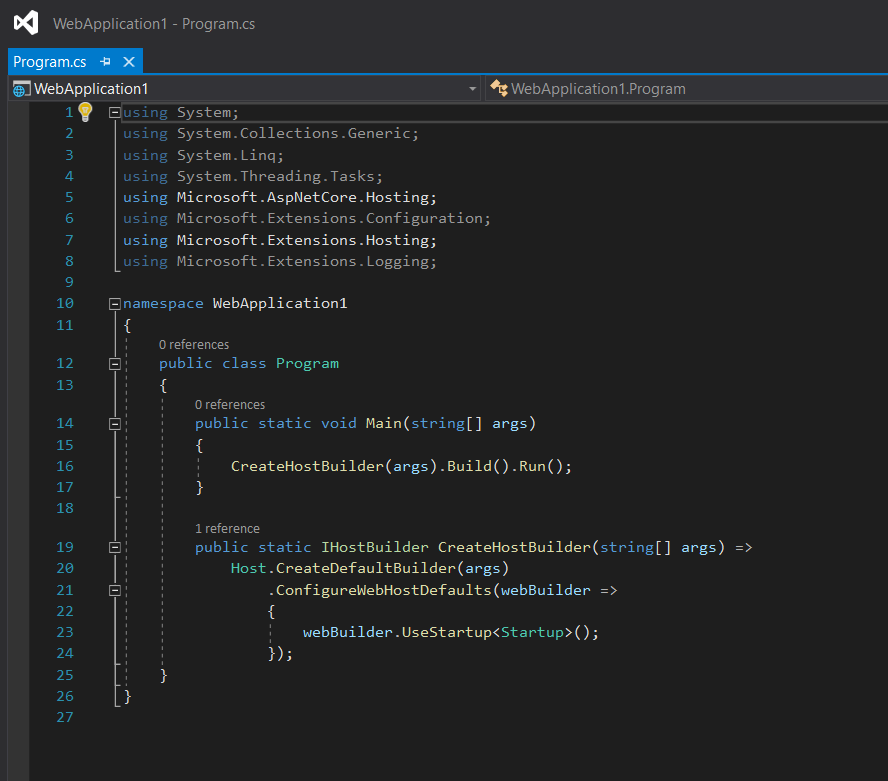 WebApplication1 - Program.cs
Program.cs
WebApplication1 WebApplication1.Program
1 using System;
2 using System.Collections.Generic;
3 using System.Linq;
4 using System.Threading.Tasks;
5 using Microsoft.AspNetCore.Hosting;
6 using Microsoft.Extensions.Configuration;
7 using Microsoft.Extensions.Hosting;
8 using Microsoft.Extensions.Logging;
9
10 namespace WebApplication1
11 {
0 references
12 public class Program
13 {
0 references
14 public static void Main(string[] args)
15 {
16 CreateHostBuilder(args).Build().Run();
17 }
18
1 reference
19 public static IHostBuilder CreateHostBuilder(string[] args) =>
20 Host.CreateDefaultBuilder(args)
21 .ConfigureWebHostDefaults(webBuilder =>
22 {
23 webBuilder.UseStartup<Startup>();
24 });
25 }
26 }
27